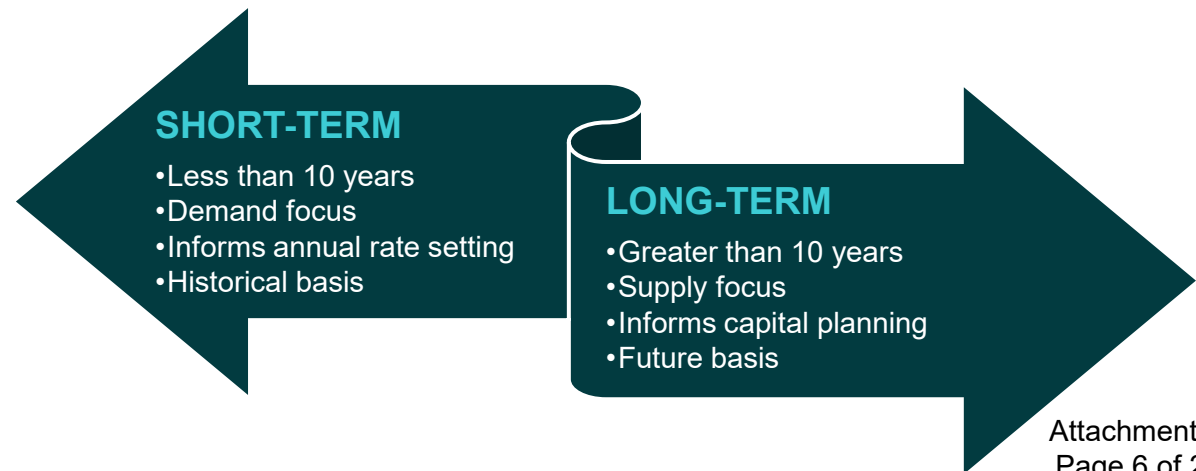 SHORT-TERM
•Less than 10 years
•Demand focus
•Informs annual rate setting
•Historical basis
LONG-TERM
•Greater than 10 years
•Supply focus
•Informs capital planning
•Future basis
Attachment
Page 6 of